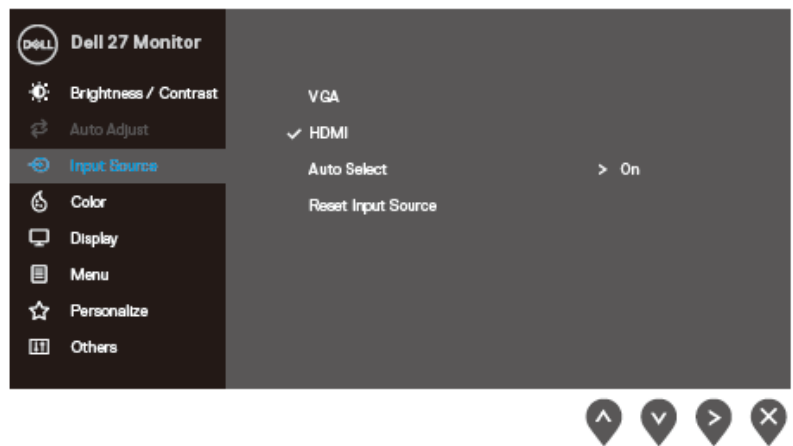 DELL Dell 27 Monitor
Brightness / Contrast
Auto Adjust
Input Source
Color
Display
Menu
Personalize
Others
VGA
HDMI
Auto Select > On
Reset Input Source